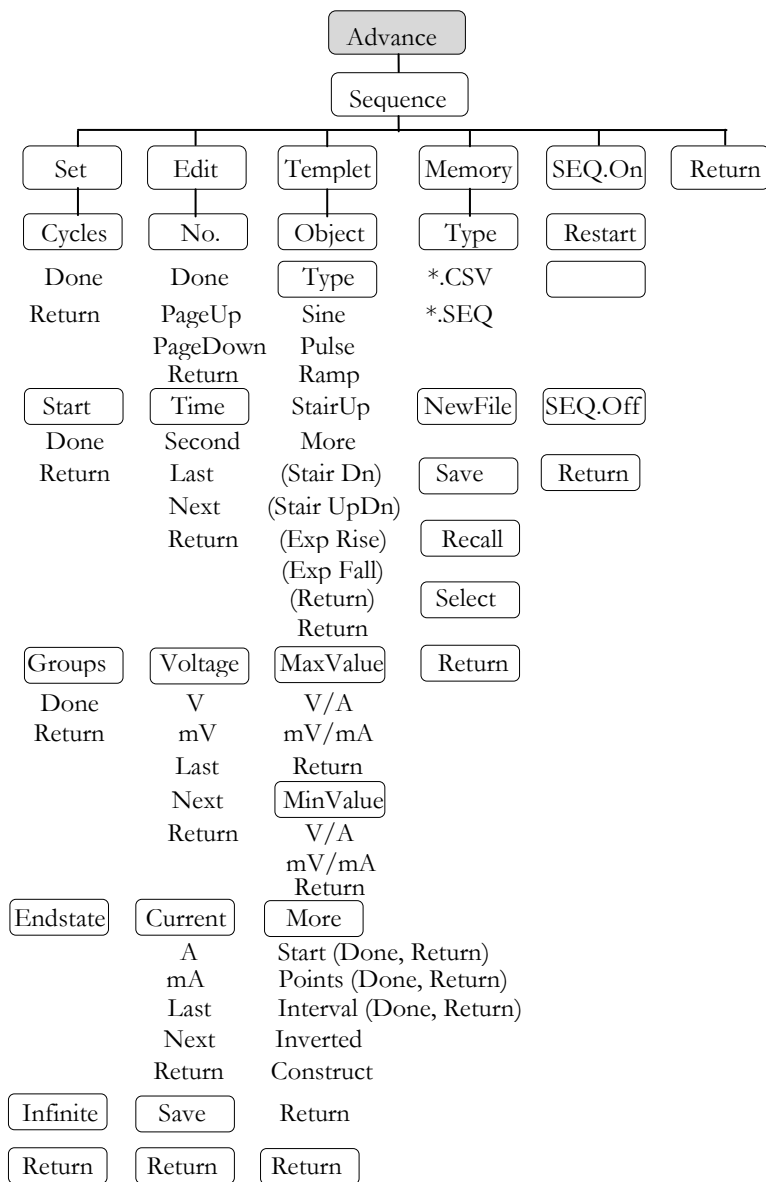 Advance
Sequence
Set Edit Templet Memory SEQ.On Return
Cycles No. Object Type Restart
Done Done Type *.CSV
Return PageUp Sine *.SEQ
PageDown Pulse
Return Ramp
Start Time StairUp NewFile SEQ.Off
Done Second More
Return Last (Stair Dn) Save Return
Next (Stair UpDn)
Return (Exp Rise) Recall
(Exp Fall)
(Return) Select
Return
Groups Voltage MaxValue Return
Done V V/A
Return mV mV/mA
Last Return
Next MinValue
Return V/A
mV/mA
Return
Endstate Current More
A Start (Done, Return)
mA Points (Done, Return)
Last Interval (Done, Return)
Next Inverted
Return Construct
Infinite Save Return
Return Return Return